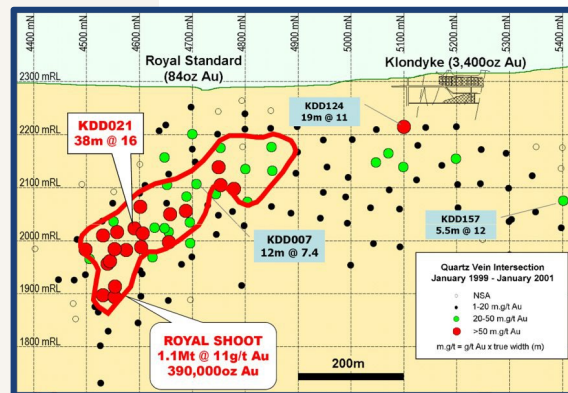 4400 mN
4500 mN
4600 mN
4700 mN
4800 mN
4900 mN
5000 mN
5100 mN
5200 mN
5300 mN
5400 mN
Royal Standard
(84oz Au)
Klondyke (3,400oz Au)
2300 mRL
KDD124
19m @ 11
2200 mRL
KDD021
38m @ 16
2100 mRL
KDD007
12m @ 7.4
KDD157
5.5m @ 12
2000 mRL
1900 mRL
1800 mRL
ROYAL SHOOT
1.1Mt @ 11g/t Au
390,000oz Au
200m
Quartz Vein Intersection
January 1999 - January 2001
NSA
1-20 m.g/t Au
20-50 m.g/t Au
>50 m.g/t Au
m.g/t = g/t Au x true width (m)